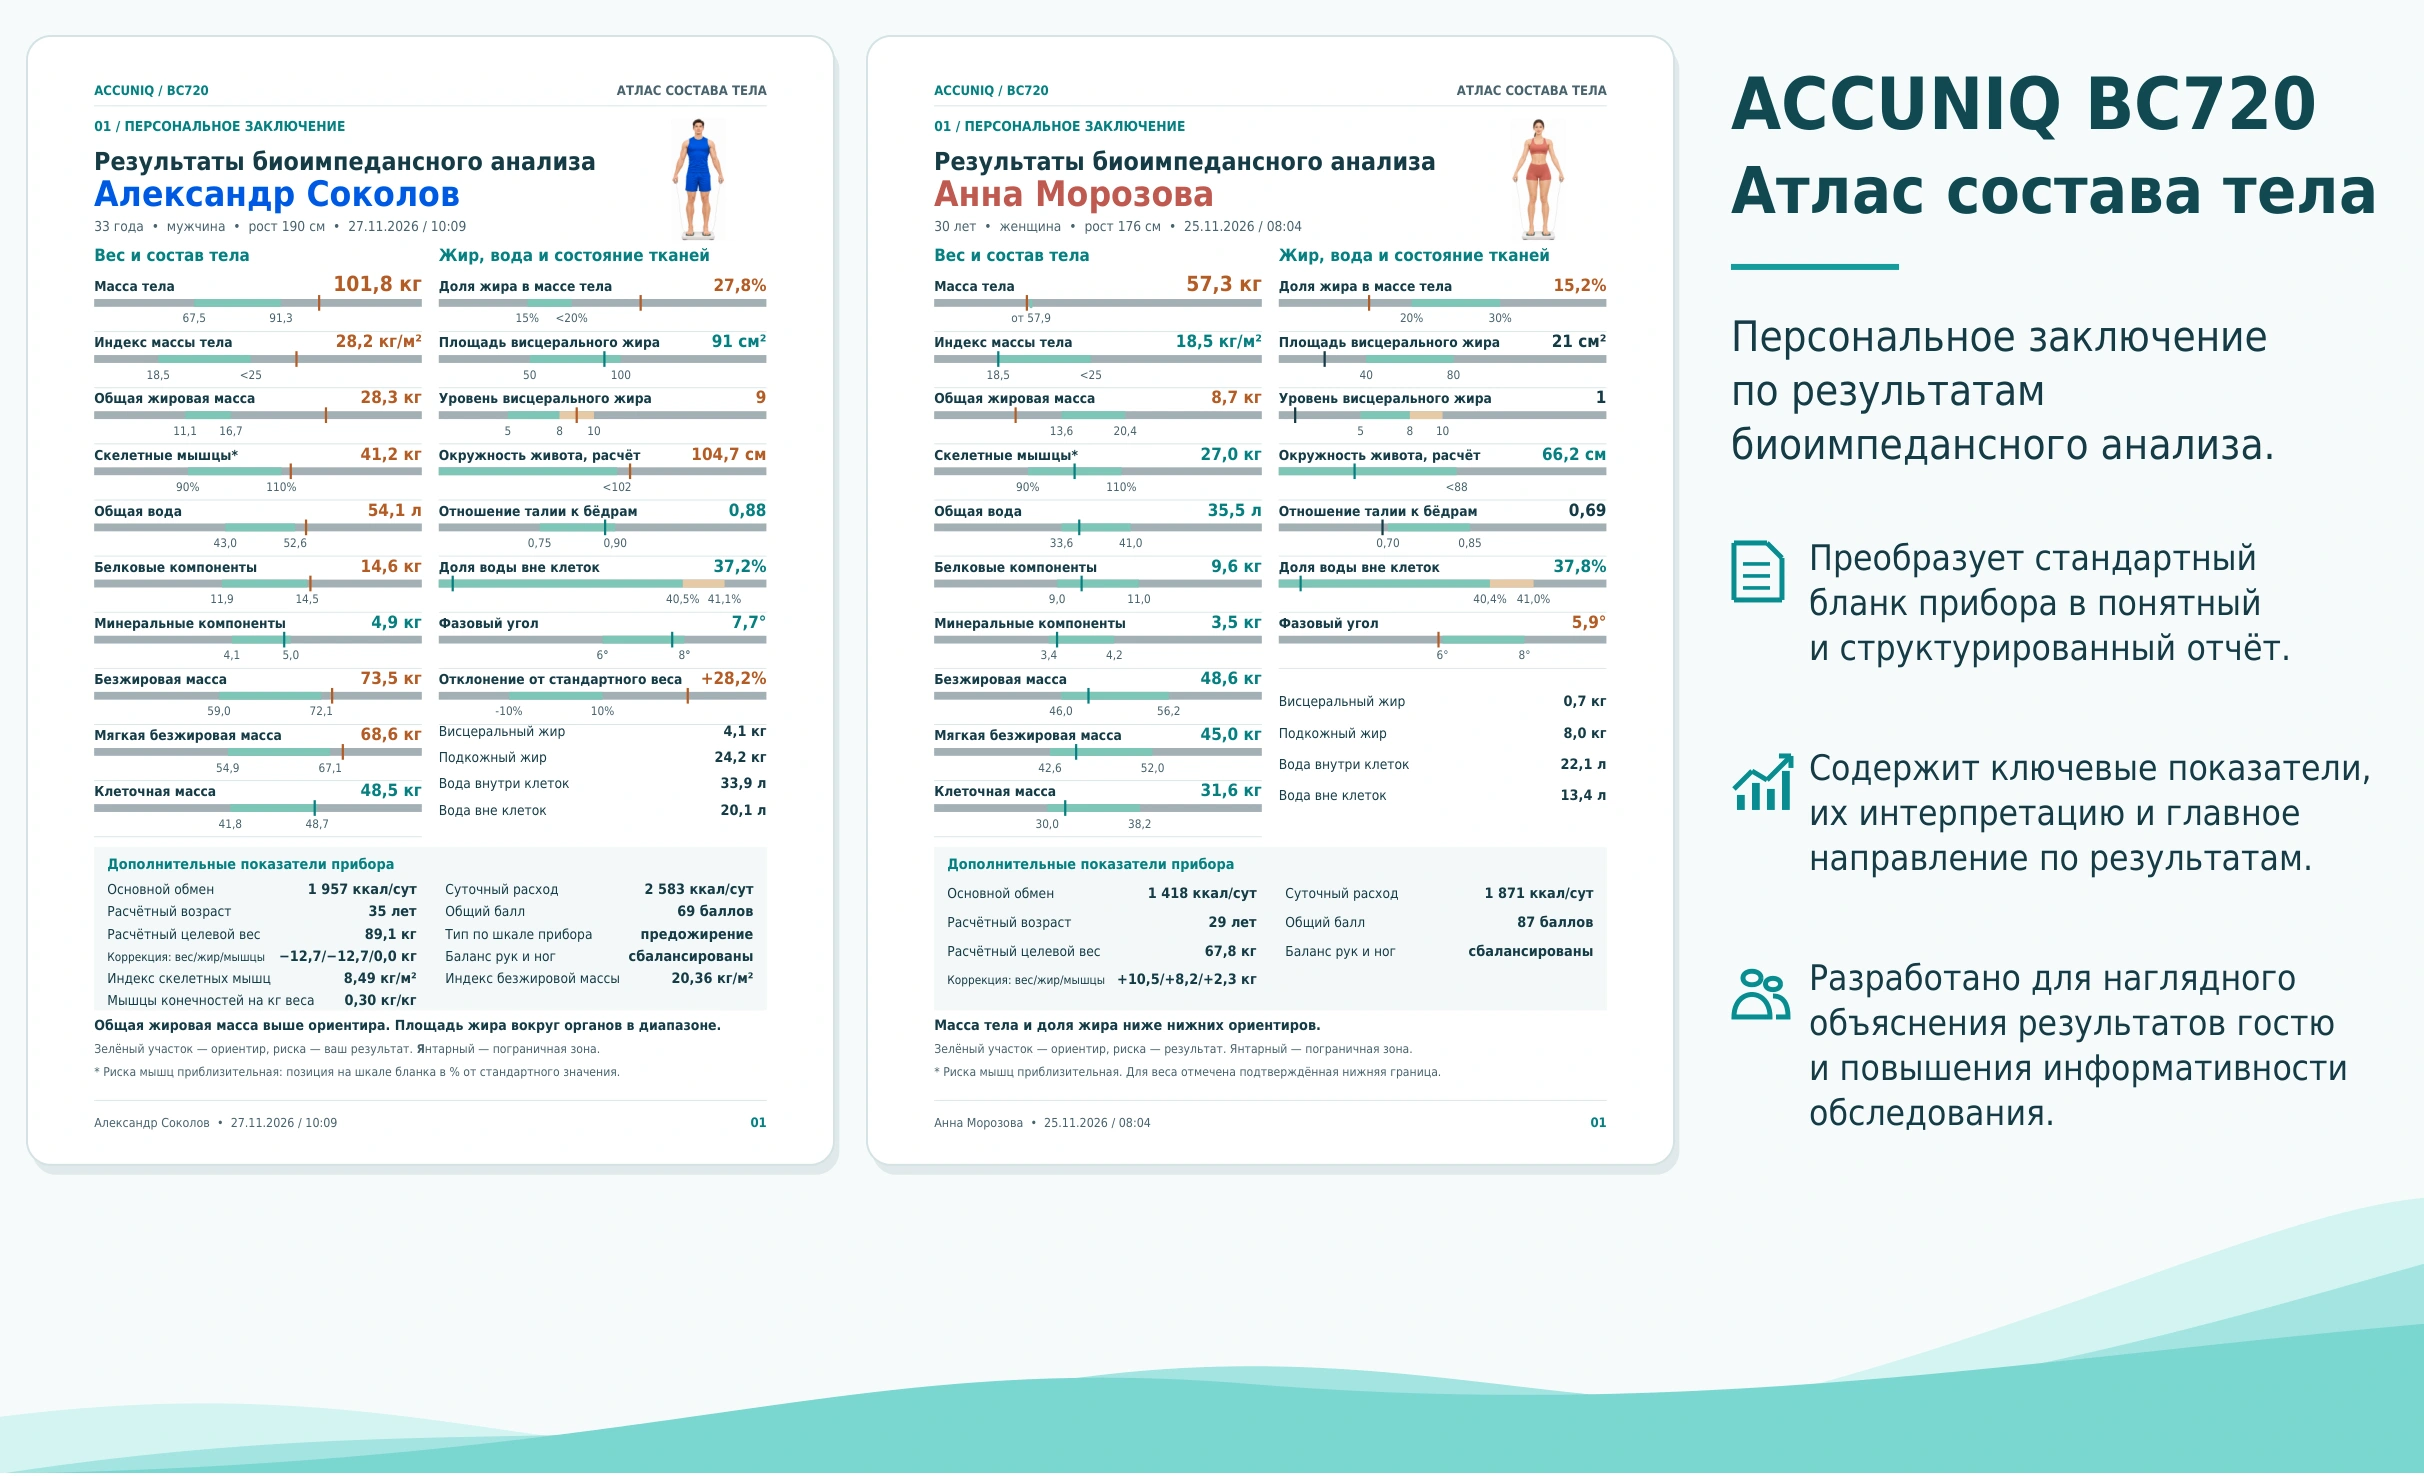 ACCUNIQ / BC720
АТЛАС СОСТАВА ТЕЛА
01 / ПЕРСОНАЛЬНОЕ ЗАКЛЮЧЕНИЕ
Результаты биоимпедансного анализа
Александр Соколов
33 года • мужчина • рост 190 см • 27.11.2026 / 10:09
Вес и состав тела
Масса тела 101,8 кг
67,5 91,3
Индекс массы тела 28,2 кг/м²
18,5 <25
Общая жировая масса 28,3 кг
11,1 16,7
Скелетные мышцы* 41,2 кг
90% 110%
Общая вода 54,1 л
43,0 52,6
Белковые компоненты 14,6 кг
11,9 14,5
Минеральные компоненты 4,9 кг
4,1 5,0
Безжировая масса 73,5 кг
59,0 72,1
Мягкая безжировая масса 68,6 кг
54,9 67,1
Клеточная масса 48,5 кг
41,8 48,7
Жир, вода и состояние тканей
Доля жира в массе тела 27,8%
15% <20%
Площадь висцерального жира 91 см²
50 100
Уровень висцерального жира 9
5 8 10
Окружность живота, расчёт 104,7 см
<102
Отношение талии к бёдрам 0,88
0,75 0,90
Доля воды вне клеток 37,2%
40,5% 41,1%
Фазовый угол 7,7°
6° 8°
Отклонение от стандартного веса +28,2%
-10% 10%
Висцеральный жир 4,1 кг
Подкожный жир 24,2 кг
Вода внутри клеток 33,9 л
Вода вне клеток 20,1 л
Дополнительные показатели прибора
Основной обмен 1 957 ккал/сут Суточный расход 2 583 ккал/сут
Расчётный возраст 35 лет Общий балл 69 баллов
Расчётный целевой вес 89,1 кг Тип по шкале прибора предожирение
Коррекция: вес/жир/мышцы −12,7/−12,7/0,0 кг Баланс рук и ног сбалансированы
Индекс скелетных мышц 8,49 кг/м² Индекс безжировой массы 20,36 кг/м²
Мышцы конечностей на кг веса 0,30 кг/кг
Общая жировая масса выше ориентира. Площадь жира вокруг органов в диапазоне.
Зелёный участок — ориентир, риска — ваш результат. Янтарный — пограничная зона.
* Риска мышц приблизительная: позиция на шкале бланка в % от стандартного значения.
Александр Соколов • 27.11.2026 / 10:09 01
ACCUNIQ / BC720
АТЛАС СОСТАВА ТЕЛА
01 / ПЕРСОНАЛЬНОЕ ЗАКЛЮЧЕНИЕ
Результаты биоимпедансного анализа
Анна Морозова
30 лет • женщина • рост 176 см • 25.11.2026 / 08:04
Вес и состав тела
Масса тела 57,3 кг
от 57,9
Индекс массы тела 18,5 кг/м²
18,5 <25
Общая жировая масса 8,7 кг
13,6 20,4
Скелетные мышцы* 27,0 кг
90% 110%
Общая вода 35,5 л
33,6 41,0
Белковые компоненты 9,6 кг
9,0 11,0
Минеральные компоненты 3,5 кг
3,4 4,2
Безжировая масса 48,6 кг
46,0 56,2
Мягкая безжировая масса 45,0 кг
42,6 52,0
Клеточная масса 31,6 кг
30,0 38,2
Жир, вода и состояние тканей
Доля жира в массе тела 15,2%
20% 30%
Площадь висцерального жира 21 см²
40 80
Уровень висцерального жира 1
5 8 10
Окружность живота, расчёт 66,2 см
<88
Отношение талии к бёдрам 0,69
0,70 0,85
Доля воды вне клеток 37,8%
40,4% 41,0%
Фазовый угол 5,9°
6° 8°
Висцеральный жир 0,7 кг
Подкожный жир 8,0 кг
Вода внутри клеток 22,1 л
Вода вне клеток 13,4 л
Дополнительные показатели прибора
Основной обмен 1 418 ккал/сут Суточный расход 1 871 ккал/сут
Расчётный возраст 29 лет Общий балл 87 баллов
Расчётный целевой вес 67,8 кг Баланс рук и ног сбалансированы
Коррекция: вес/жир/мышцы +10,5/+8,2/+2,3 кг
Масса тела и доля жира ниже нижних ориентиров.
Зелёный участок — ориентир, риска — результат. Янтарный — пограничная зона.
* Риска мышц приблизительная. Для веса отмечена подтверждённая нижняя граница.
Анна Морозова • 25.11.2026 / 08:04 01
ACCUNIQ BC720
Атлас состава тела
Персональное заключение
по результатам
биоимпедансного анализа.
Преобразует стандартный
бланк прибора в понятный
и структурированный отчёт.
Содержит ключевые показатели,
их интерпретацию и главное
направление по результатам.
Разработано для наглядного
объяснения результатов гостю
и повышения информативности
обследования.